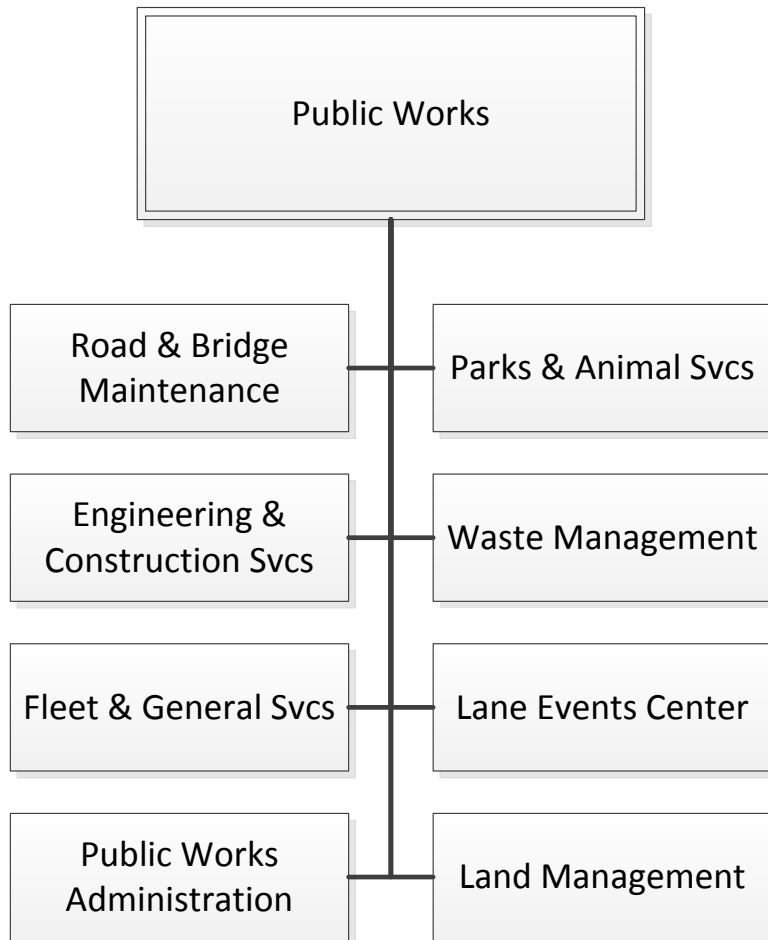 Public Works
Road & Bridge
Maintenance
Parks & Animal Svcs
Engineering &
Construction Svcs
Waste Management
Fleet & General Svcs
Lane Events Center
Public Works
Administration
Land Management